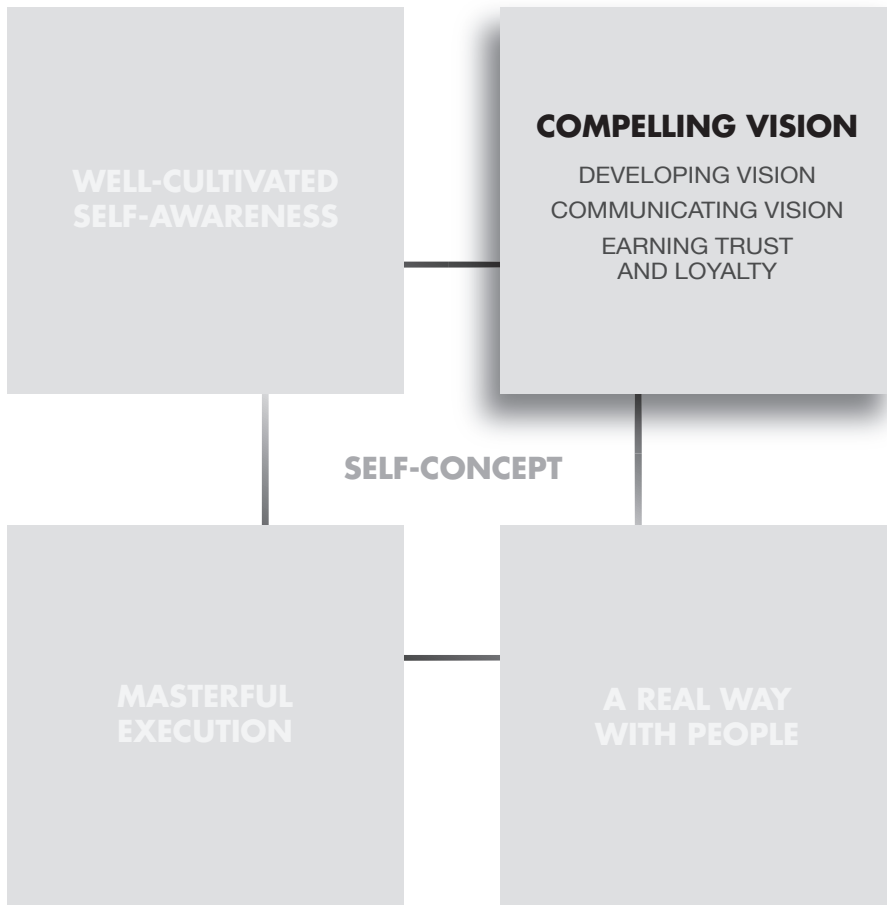 WELL-CULTIVATED
SELF-AWARENESS
COMPELLING VISION
DEVELOPING VISION
COMMUNICATING VISION
EARNING TRUST
AND LOYALTY
SELF-CONCEPT
MASTERFUL
EXECUTION
A REAL WAY
WITH PEOPLE